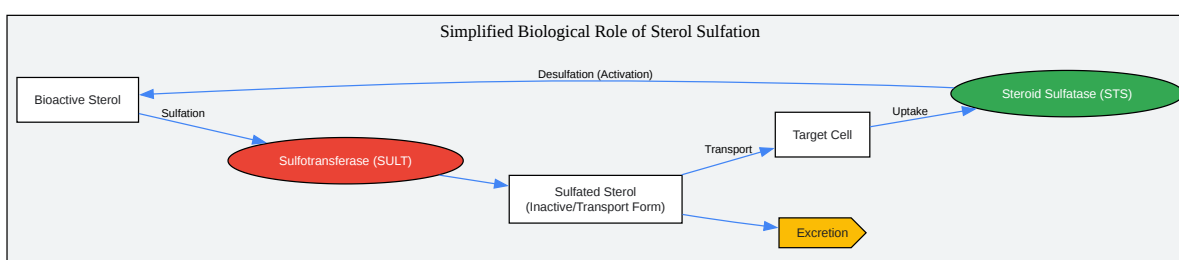 Simplified Biological Role of Sterol Sulfation
Desulfation (Activation)
Steroid Sulfatase (STS)
Bioactive Sterol
Sulfation
Uptake
Target Cell
Transport
Sulfotransferase (SULT)
Sulfated Sterol
(Inactive/Transport Form)
Excretion